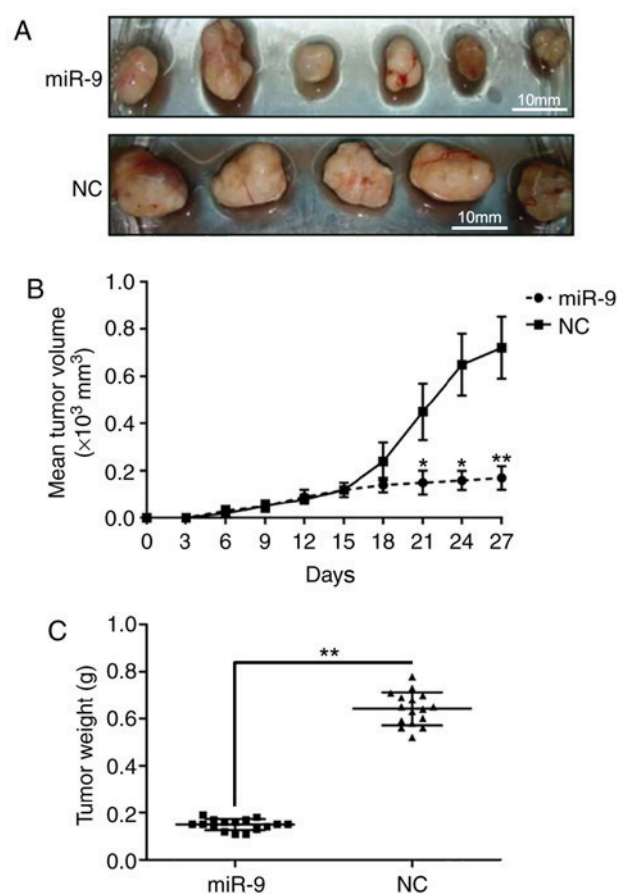 A
miR-9
10mm
NC
10mm
B
Mean tumor volume
(×10³ mm³)
1.0
0.8
0.6
0.4
0.2
0.0
miR-9
NC
* * **
0 3 6 9 12 15 18 21 24 27
Days
C
Tumor weight (g)
1.0
0.8
0.6
0.4
0.2
0.0
**
miR-9 NC